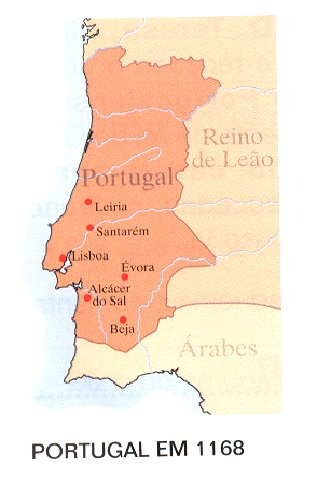 Reino
de Leão
Portugal
Leiria
Santarém
Lisboa
Évora
Alcácer
do Sal
Beja
Árabes
PORTUGAL EM 1168